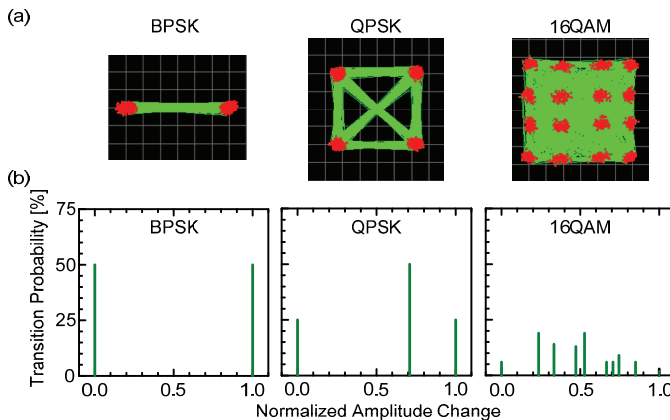 (a)
BPSK QPSK 16QAM
(b)
Transition Probability [%]
75
50
25
0
BPSK QPSK 16QAM
0.0 0.5 1.0 0.0 0.5 1.0 0.0 0.5 1.0
Normalized Amplitude Change